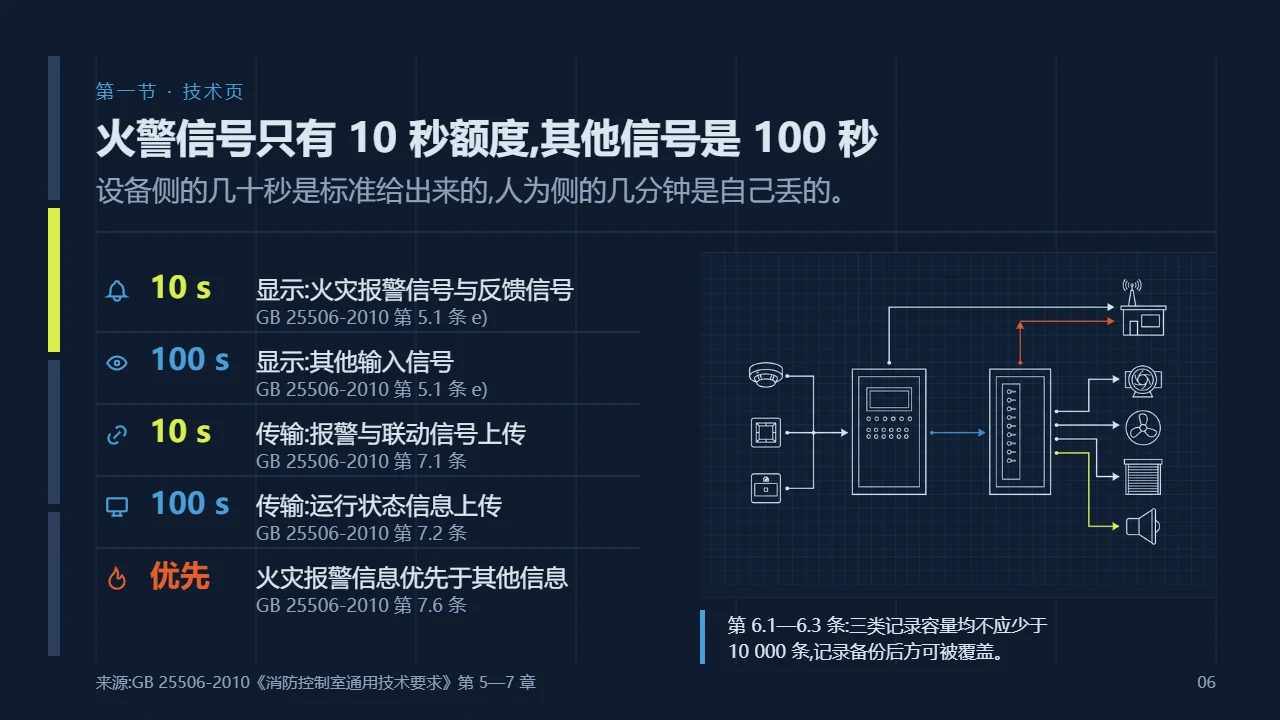 第一节 · 技术页
火警信号只有 10 秒额度,其他信号是 100 秒
设备侧的几十秒是标准给出来的,人为侧的几分钟是自己丢的。
10 s
显示:火灾报警信号与反馈信号
GB 25506-2010 第 5.1 条 e)
100 s
显示:其他输入信号
GB 25506-2010 第 5.1 条 e)
10 s
传输:报警与联动信号上传
GB 25506-2010 第 7.1 条
100 s
传输:运行状态信息上传
GB 25506-2010 第 7.2 条
优先
火灾报警信息优先于其他信息
GB 25506-2010 第 7.6 条
第 6.1—6.3 条:三类记录容量均不应少于
10 000 条,记录备份后方可被覆盖。
来源:GB 25506-2010《消防控制室通用技术要求》第 5—7 章
06